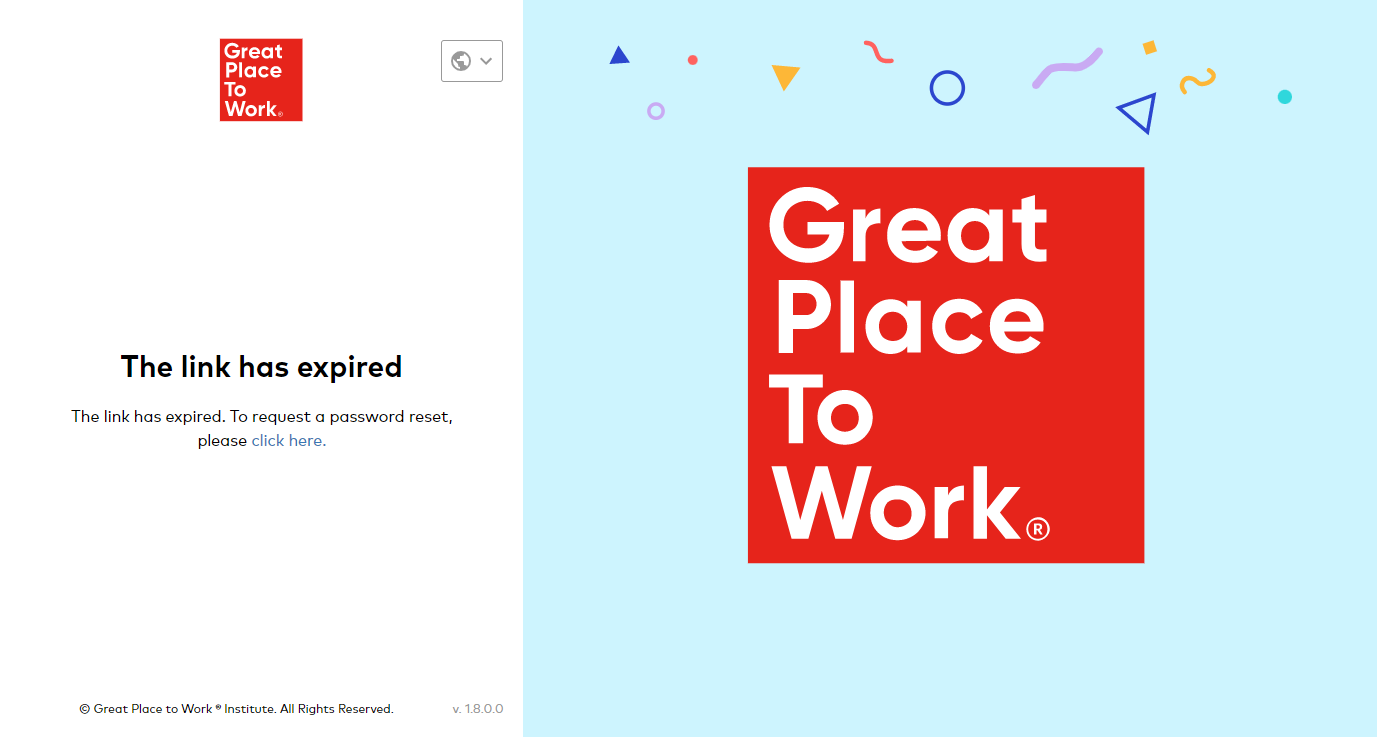 Great
Place
To
Work®
The link has expired
The link has expired. To request a password reset,
please click here.
© Great Place to Work ® Institute. All Rights Reserved.
v. 1.8.0.0
Great
Place
To
Work®